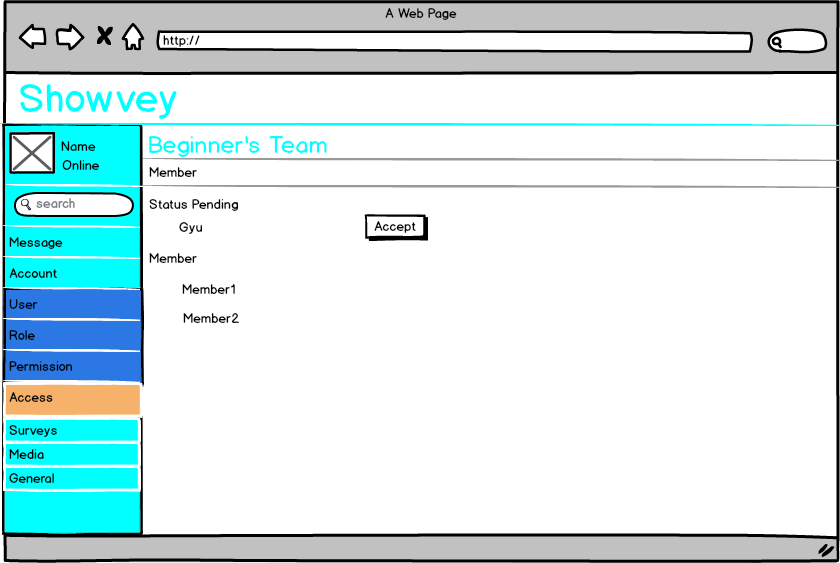 A Web Page
http://
Showvey
Name
Online
search
Message
Account
User
Role
Permission
Access
Surveys
Media
General
Beginner's Team
Member
Status Pending
Gyu Accept
Member
Member1
Member2